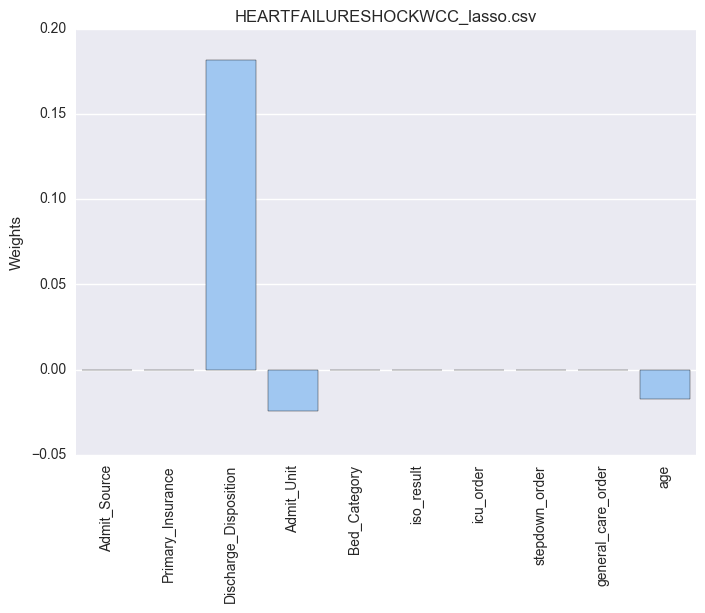 HEARTFAILURESHOCKWCC_lasso.csv
0.20
0.15
0.10
0.05
0.00
−0.05
Weights
Admit_Source
Primary_Insurance
Discharge_Disposition
Admit_Unit
Bed_Category
iso_result
icu_order
stepdown_order
general_care_order
age